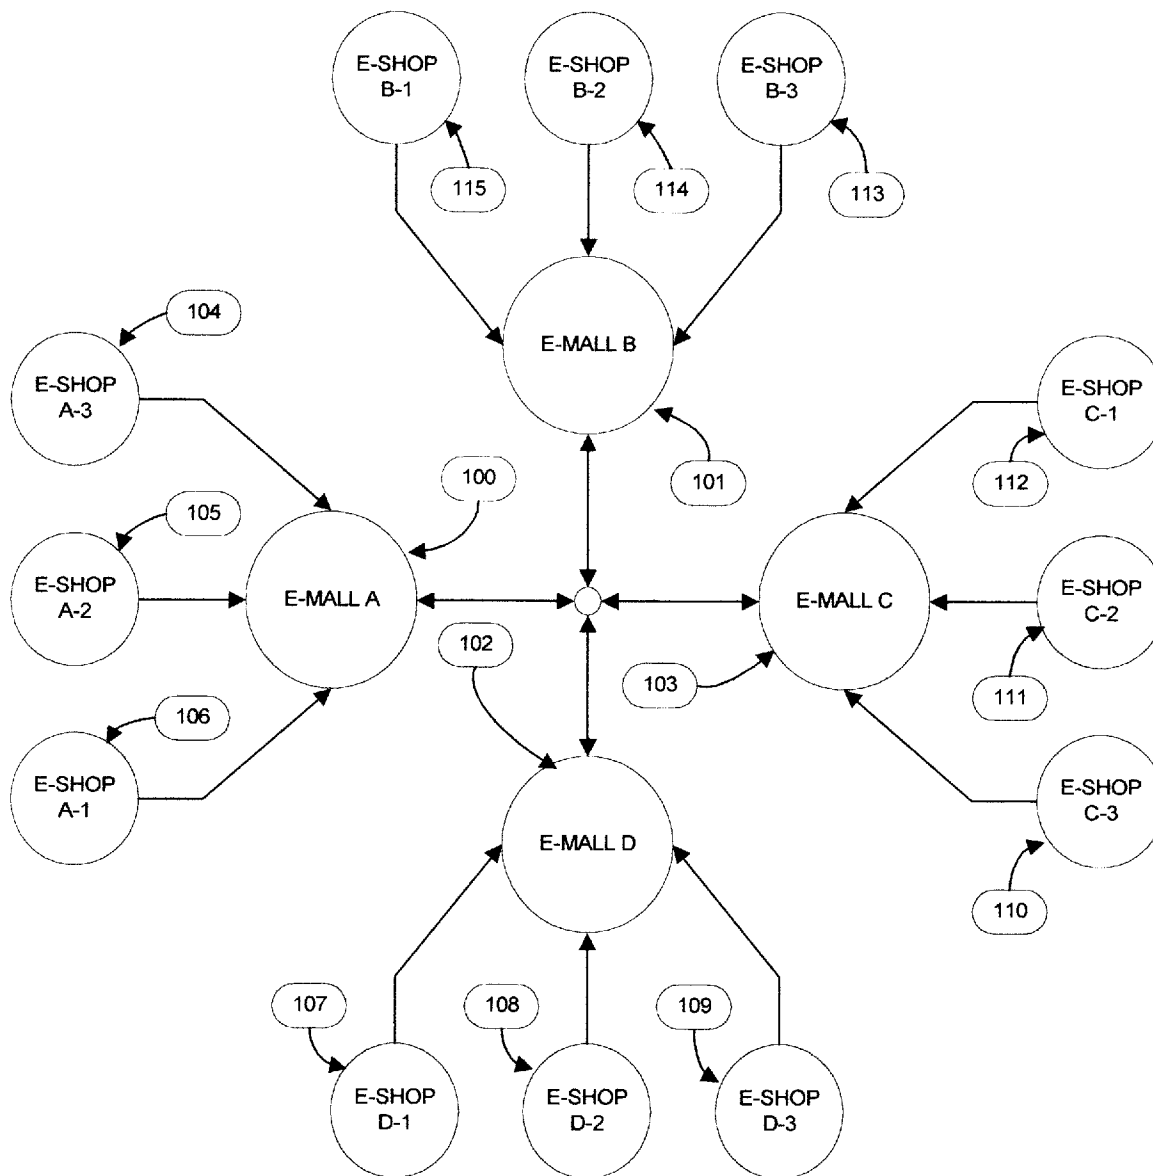 E-SHOP
B-1
E-SHOP
B-2
E-SHOP
B-3
115
114
113
104
E-MALL B
E-SHOP
A-3
E-SHOP
C-1
101
100
112
105
E-SHOP
A-2
E-MALL A
E-MALL C
E-SHOP
C-2
102
103
111
106
E-SHOP
A-1
E-SHOP
C-3
E-MALL D
110
107
108
109
E-SHOP
D-1
E-SHOP
D-2
E-SHOP
D-3